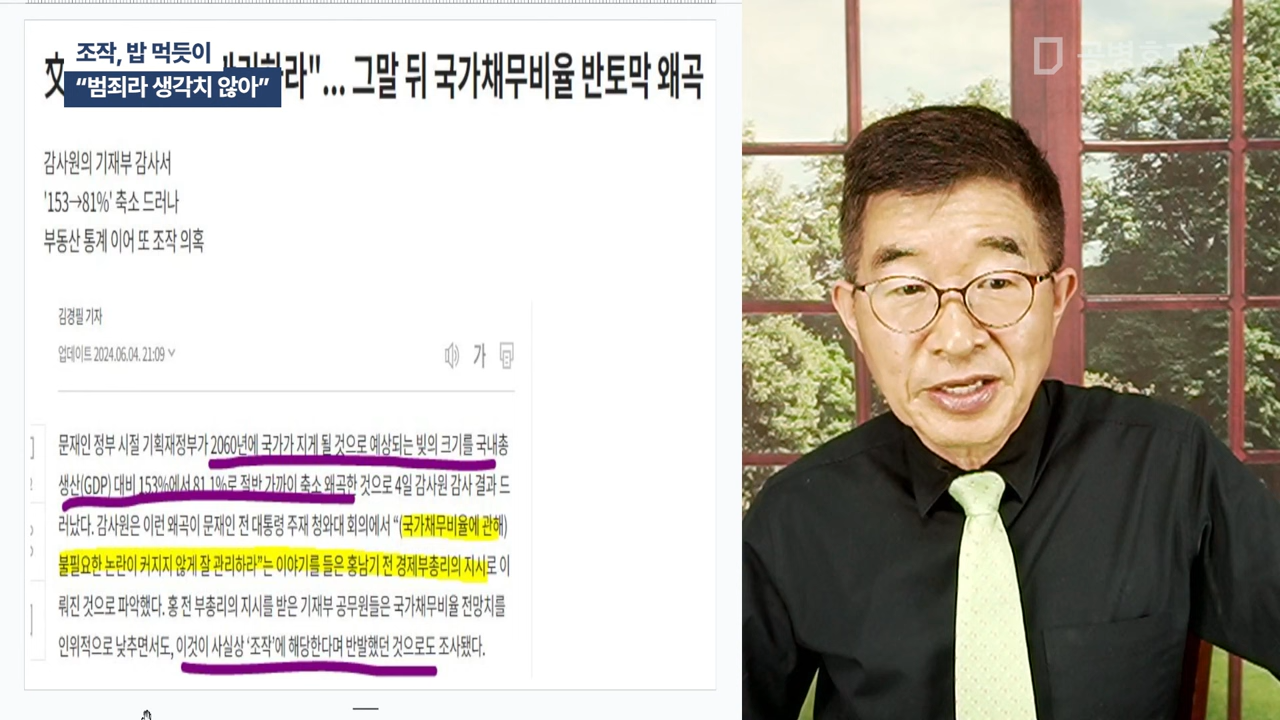 조작, 밥 먹듯이
“범죄라 생각치 않아”
文 관리하라"... 그말 뒤 국가채무비율 반토막 왜곡
공병호TV
감사원의 기재부 감사서
'153→81%' 축소 드러나
부동산 통계 이어 또 조작 의혹
김경필 기자
업데이트 2024.06.04. 21:09
가
문재인 정부 시절 기획재정부가 2060년에 국가가 지게 될 것으로 예상되는 빚의 크기를 국내총
생산(GDP) 대비 153%에서 81.1%로 절반 가까이 축소 왜곡한 것으로 4일 감사원 감사 결과 드
러났다. 감사원은 이런 왜곡이 문재인 전 대통령 주재 청와대 회의에서 “(국가채무비율에 관해)
불필요한 논란이 커지지 않게 잘 관리하라”는 이야기를 들은 홍남기 전 경제부총리의 지시로 이
뤄진 것으로 파악했다. 홍 전 부총리의 지시를 받은 기재부 공무원들은 국가채무비율 전망치를
인위적으로 낮추면서도, 이것이 사실상 ‘조작’에 해당한다며 반발했던 것으로도 조사됐다.